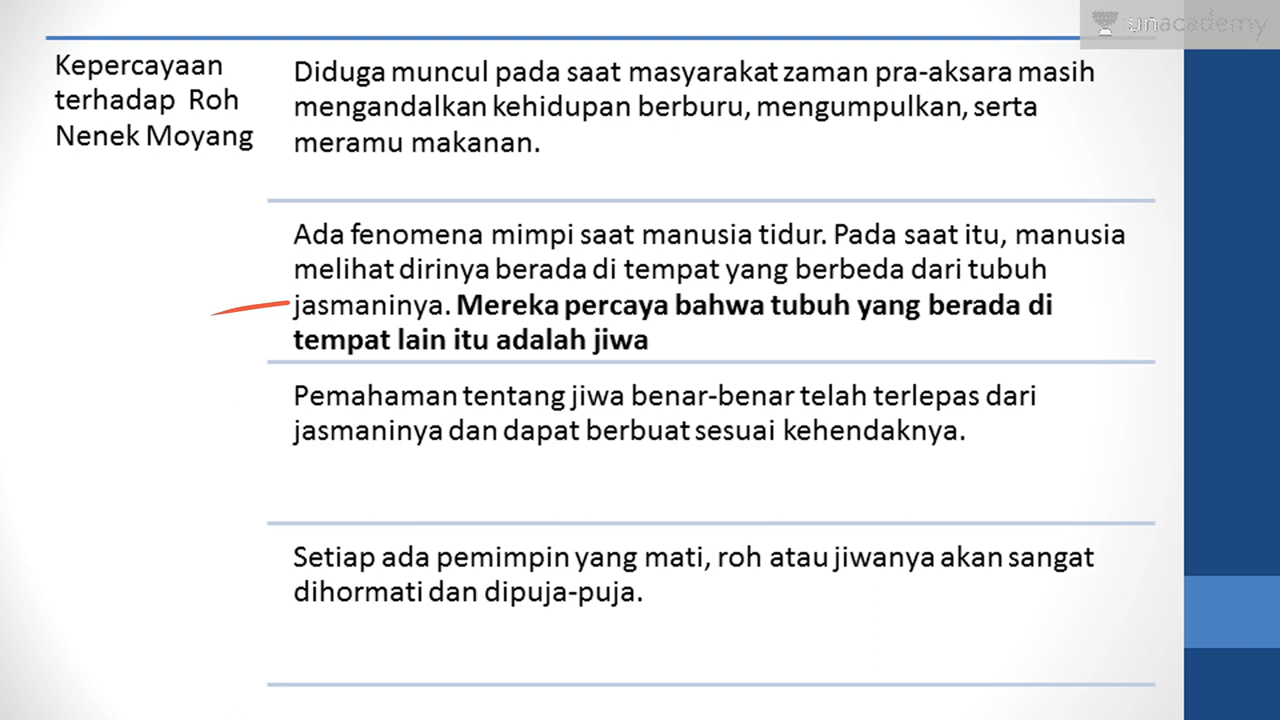 unacademy
Kepercayaan
terhadap Roh
Nenek Moyang
Diduga muncul pada saat masyarakat zaman pra-aksara masih
mengandalkan kehidupan berburu, mengumpulkan, serta
meramu makanan.
Ada fenomena mimpi saat manusia tidur. Pada saat itu, manusia
melihat dirinya berada di tempat yang berbeda dari tubuh
jasmaninya. Mereka percaya bahwa tubuh yang berada di
tempat lain itu adalah jiwa
Pemahaman tentang jiwa benar-benar telah terlepas dari
jasmaninya dan dapat berbuat sesuai kehendaknya.
Setiap ada pemimpin yang mati, roh atau jiwanya akan sangat
dihormati dan dipuja-puja.